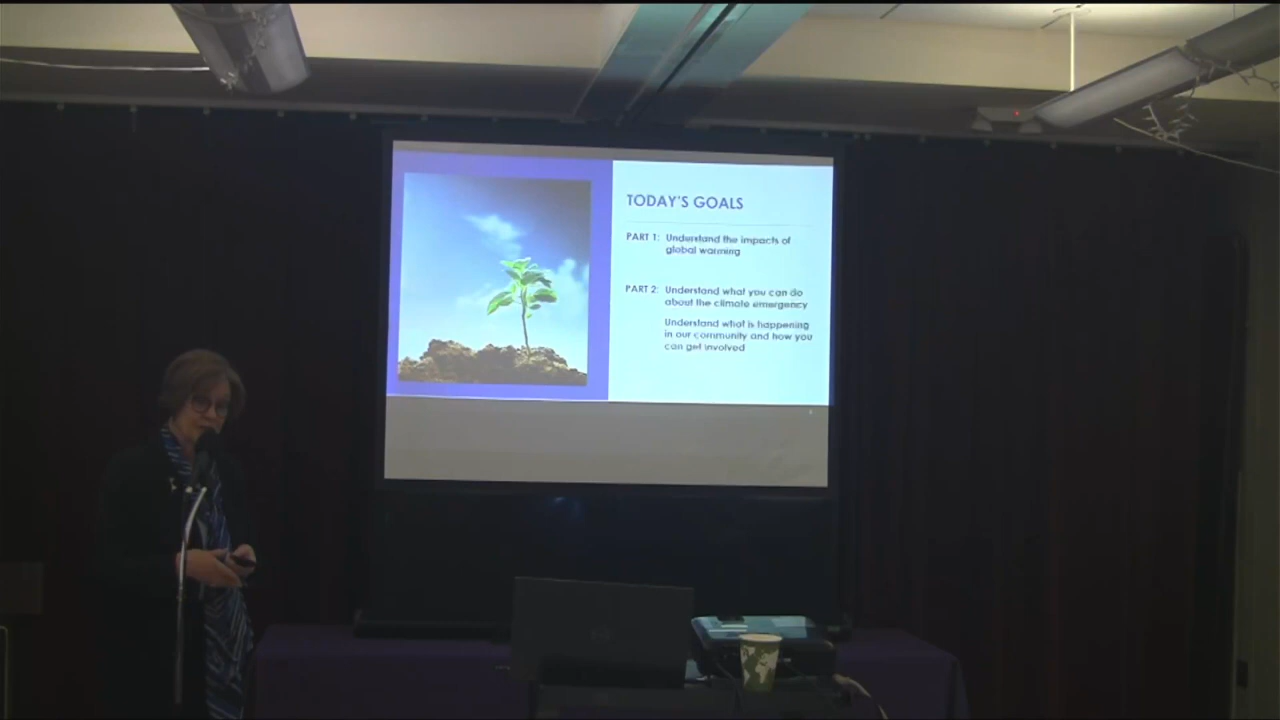 TODAY'S GOALS
PART 1: Understand the impacts of
global warming
PART 2: Understand what you can do
about the climate emergency
Understand what is happening
in our community and how you
can get involved